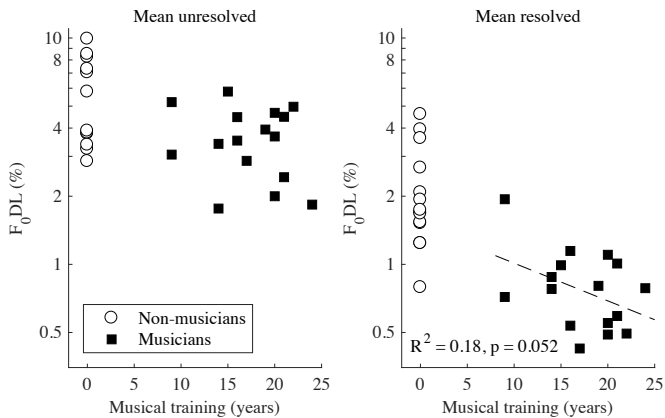 Mean unresolved
Mean resolved
10
8
4
2
1
0.5
F₀DL (%)
0 5 10 15 20 25
Musical training (years)
Non-musicians
Musicians
10
8
4
2
1
0.5
F₀DL (%)
R² = 0.18, p = 0.052
0 5 10 15 20 25
Musical training (years)